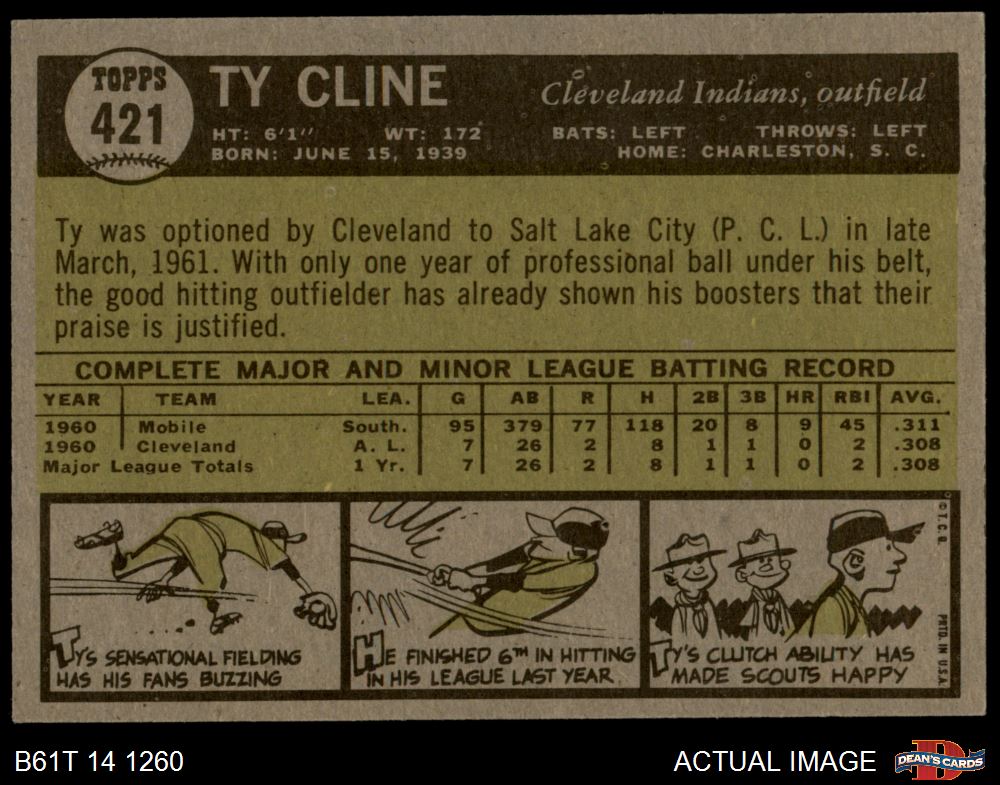 TOPPS
421
TY CLINE
Cleveland Indians, outfield
HT: 6'1" WT: 172 BATS: LEFT THROWS: LEFT
BORN: JUNE 15, 1939 HOME: CHARLESTON, S. C.
Ty was optioned by Cleveland to Salt Lake City (P. C. L.) in late
March, 1961. With only one year of professional ball under his belt,
the good hitting outfielder has already shown his boosters that their
praise is justified.
COMPLETE MAJOR AND MINOR LEAGUE BATTING RECORD
YEAR TEAM LEA. G AB R H 2B 3B HR RBI AVG.
1960 Mobile South. 95 379 77 118 20 8 9 45 .311
1960 Cleveland A. L. 7 26 2 8 1 1 0 2 .308
Major League Totals 1 Yr. 7 26 2 8 1 1 0 2 .308
TY'S SENSATIONAL FIELDING
HAS HIS FANS BUZZING
HE FINISHED 6TH IN HITTING
IN HIS LEAGUE LAST YEAR.
TY'S CLUTCH ABILITY HAS
MADE SCOUTS HAPPY
© T. C. G. PRTD. IN U.S.A.
B61T 14 1260
ACTUAL IMAGE
DEAN'S CARDS